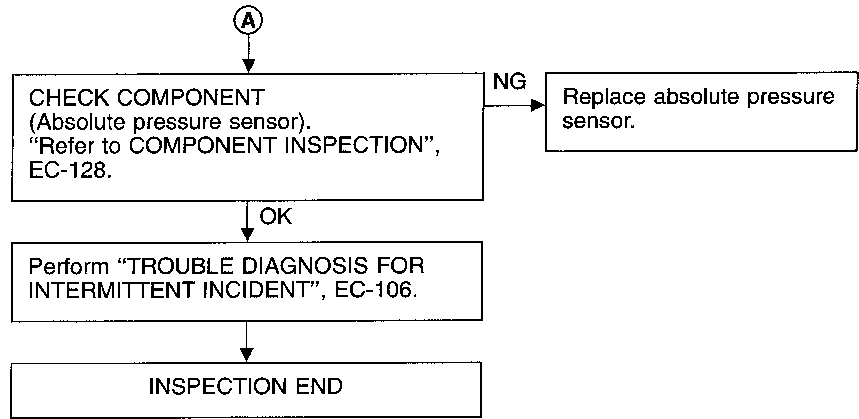 A
CHECK COMPONENT
(Absolute pressure sensor).
“Refer to COMPONENT INSPECTION”,
EC-128.
NG
Replace absolute pressure
sensor.
OK
Perform “TROUBLE DIAGNOSIS FOR
INTERMITTENT INCIDENT”, EC-106.
INSPECTION END